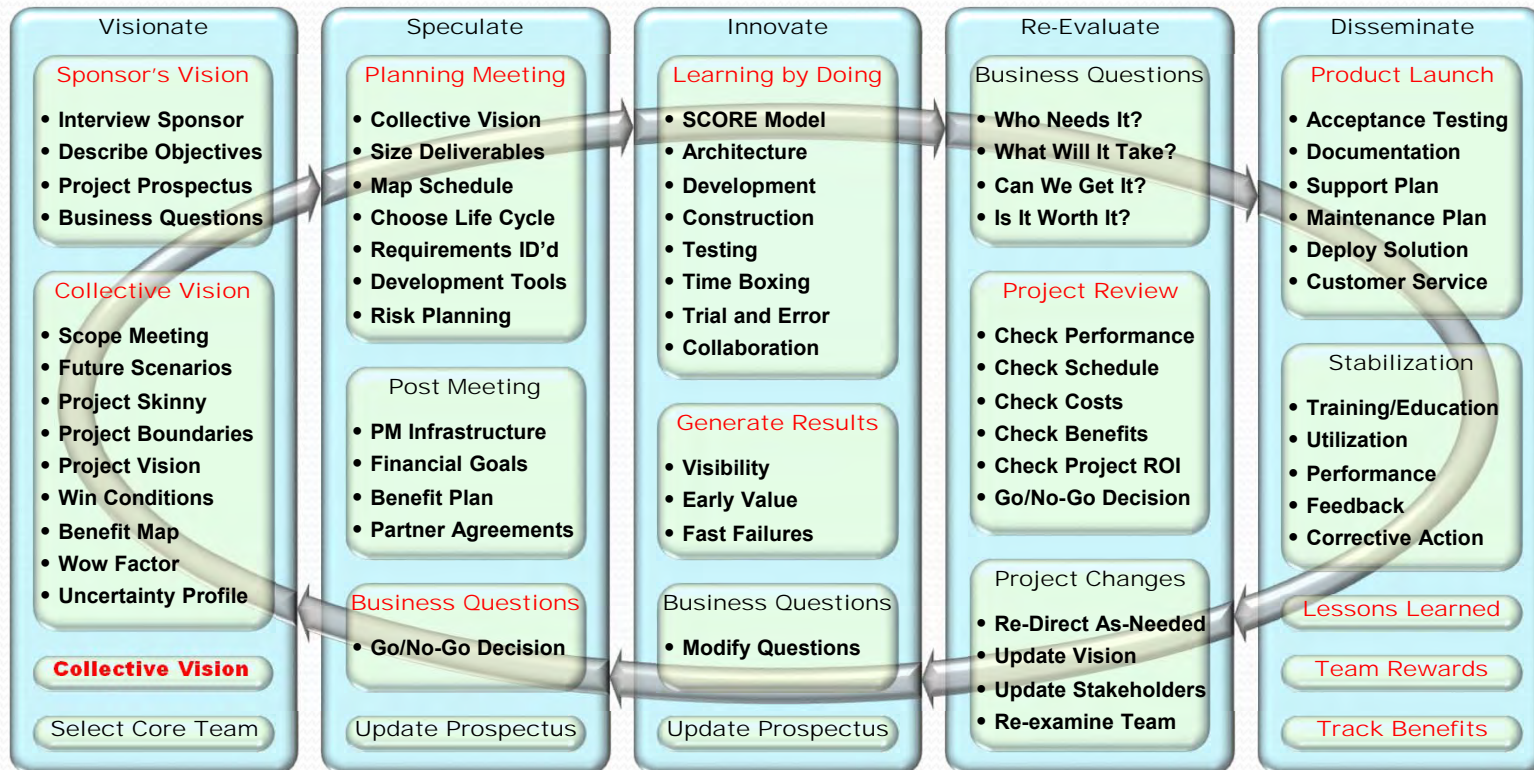 Visionate
Sponsor's Vision
• Interview Sponsor
• Describe Objectives
• Project Prospectus
• Business Questions
Collective Vision
• Scope Meeting
• Future Scenarios
• Project Skinny
• Project Boundaries
• Project Vision
• Win Conditions
• Benefit Map
• Wow Factor
• Uncertainty Profile
Collective Vision
Select Core Team
Speculate
Planning Meeting
• Collective Vision
• Size Deliverables
• Map Schedule
• Choose Life Cycle
• Requirements ID'd
• Development Tools
• Risk Planning
Post Meeting
• PM Infrastructure
• Financial Goals
• Benefit Plan
• Partner Agreements
Business Questions
• Go/No-Go Decision
Update Prospectus
Innovate
Learning by Doing
• SCORE Model
• Architecture
• Development
• Construction
• Testing
• Time Boxing
• Trial and Error
• Collaboration
Generate Results
• Visibility
• Early Value
• Fast Failures
Business Questions
• Modify Questions
Update Prospectus
Re-Evaluate
Business Questions
• Who Needs It?
• What Will It Take?
• Can We Get It?
• Is It Worth It?
Project Review
• Check Performance
• Check Schedule
• Check Costs
• Check Benefits
• Check Project ROI
• Go/No-Go Decision
Project Changes
• Re-Direct As-Needed
• Update Vision
• Update Stakeholders
• Re-examine Team
Disseminate
Product Launch
• Acceptance Testing
• Documentation
• Support Plan
• Maintenance Plan
• Deploy Solution
• Customer Service
Stabilization
• Training/Education
• Utilization
• Performance
• Feedback
• Corrective Action
Lessons Learned
Team Rewards
Track Benefits